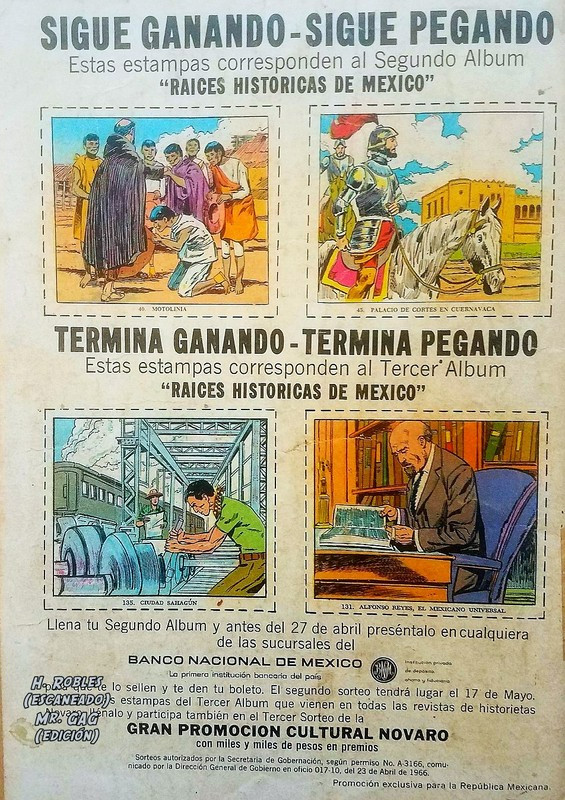 SIGUE GANANDO-SIGUE PEGANDO
Estas estampas corresponden al Segundo Album
"RAICES HISTORICAS DE MEXICO"
40. MOTOLINIA
45. PALACIO DE CORTES EN CUERNAVACA
TERMINA GANANDO-TERMINA PEGANDO
Estas estampas corresponden al Tercer Album
"RAICES HISTORICAS DE MEXICO"
135. CIUDAD SAHAGÚN
131. ALFONSO REYES, EL MEXICANO UNIVERSAL
Llena tu Segundo Album y antes del 27 de abril preséntalo en cualquiera
de las sucursales del
BANCO NACIONAL DE MEXICO
La primera institución bancaria del país
institución privada
de depósito,
ahorro y fiduciaria
que te lo sellen y te den tu boleto. El segundo sorteo tendrá lugar el 17 de Mayo.
estampas del Tercer Album que vienen en todas las revistas de historietas
y participa también en el Tercer Sorteo de la
H. ROBLES
(ESCANEADO)
MR. GAG
(EDICIÓN)
GRAN PROMOCION CULTURAL NOVARO
con miles y miles de pesos en premios
Sorteos autorizados por la Secretaría de Gobernación, según permiso No. A-3166, comu-
nicado por la Dirección General de Gobierno en oficio 017-10, del 23 de Abril de 1966.
Promoción exclusiva para la República Mexicana.